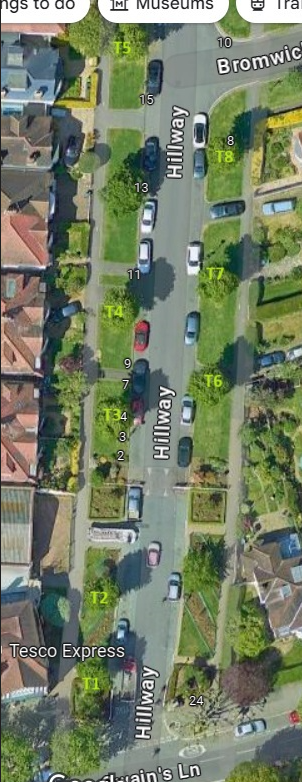 ngs to do
Museums
Tra
T5
10
Bromwic
15
Hillway
8
T8
13
11
T7
T4
9
7
T6
T3
4
3
2
Hillway
T2
Tesco Express
T1
24
Hillway
Goodwin's Ln